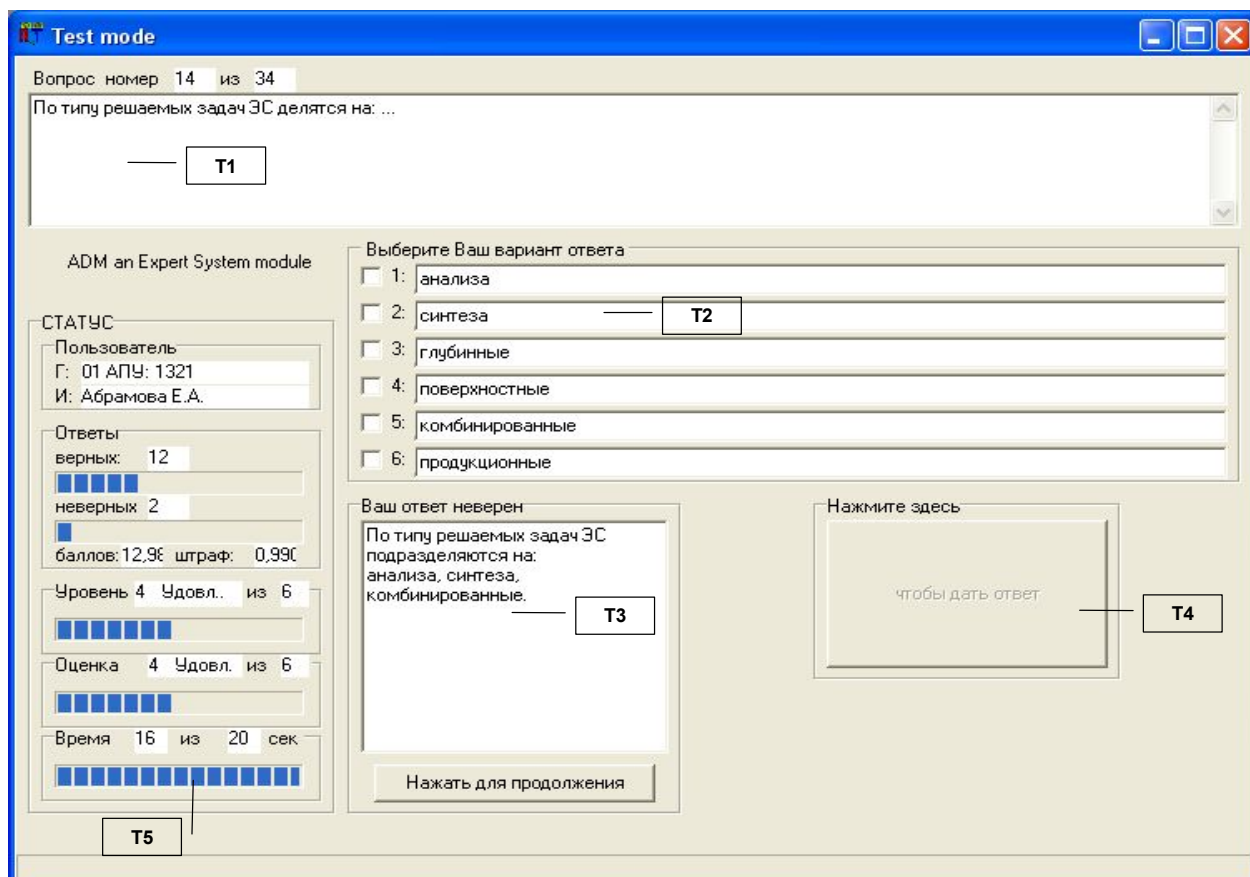 Test mode
Вопрос номер 14 из 34
По типу решаемых задач ЭС делятся на: ...
T1
ADM an Expert System module
Выберите Ваш вариант ответа
1: анализа
2: синтеза
T2
3: глубинные
4: поверхностные
5: комбинированные
6: продукционные
СТАТУС
Пользователь
Г: 01 АПУ: 1321
И: Абрамова Е.А.
Ответы
верных: 12
неверных 2
баллов: 12,98 штраф: 0,990
Уровень 4 Удовл.. из 6
Оценка 4 Удовл. из 6
Время 16 из 20 сек
T5
Ваш ответ неверен
По типу решаемых задач ЭС
подразделяются на:
анализа, синтеза,
комбинированные.
T3
Нажать для продолжения
Нажмите здесь
чтобы дать ответ
T4